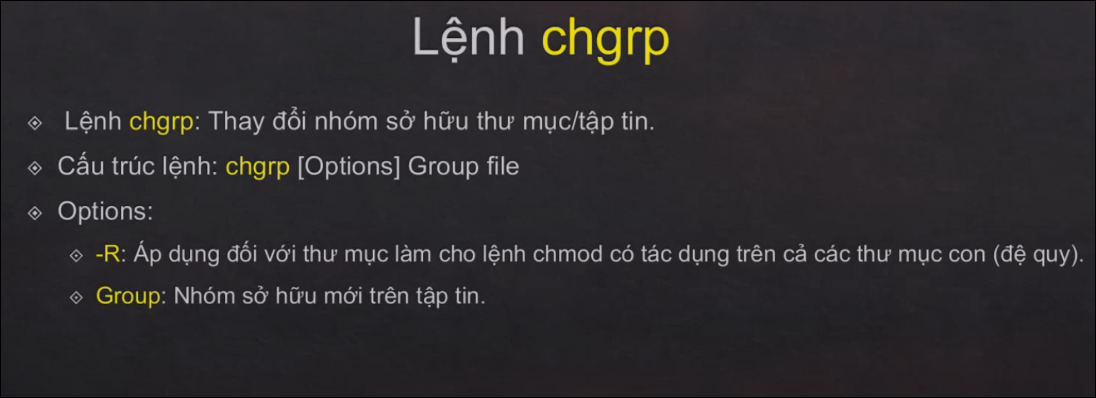 Lệnh chgrp
Lệnh chgrp: Thay đổi nhóm sở hữu thư mục/tập tin.
Cấu trúc lệnh: chgrp [Options] Group file
Options:
-R: Áp dụng đối với thư mục làm cho lệnh chmod có tác dụng trên cả các thư mục con (đệ quy).
Group: Nhóm sở hữu mới trên tập tin.